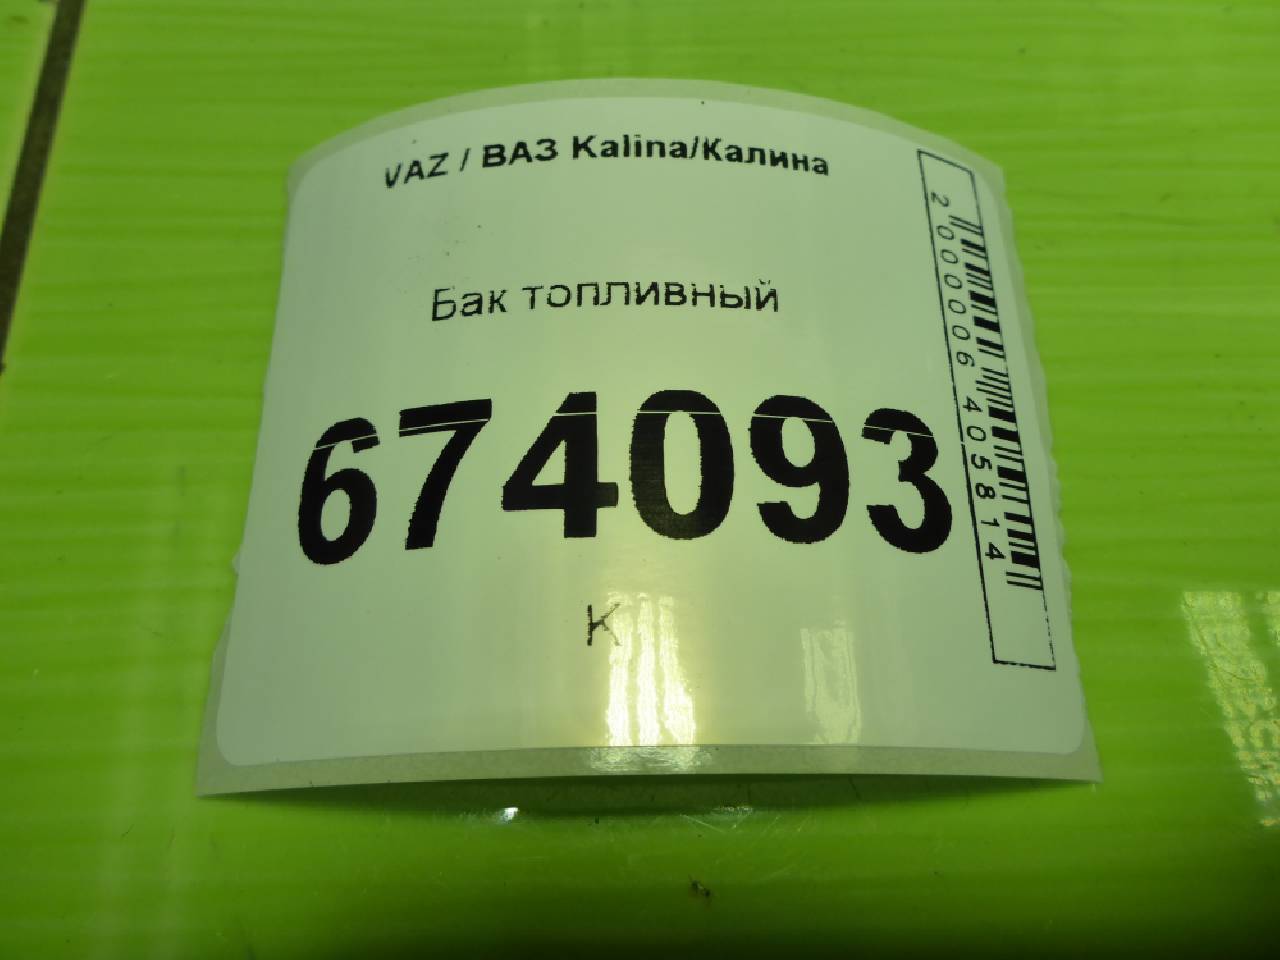 VAZ / ВАЗ Kalina/Калина
Бак топливный
674093
К
2000006405814